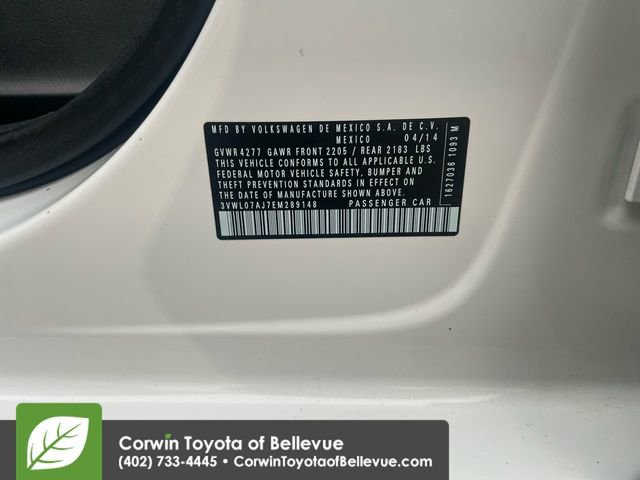 MFD BY VOLKSWAGEN DE MEXICO S.A. DE C.V.
MEXICO 04/14
GVWR 4277 GAWR FRONT 2205 / REAR 2183 LBS
THIS VEHICLE CONFORMS TO ALL APPLICABLE U.S.
FEDERAL MOTOR VEHICLE SAFETY, BUMPER AND
THEFT PREVENTION STANDARDS IN EFFECT ON
THE DATE OF MANUFACTURE SHOWN ABOVE.
3VWL07AJ7EM289148 PASSENGER CAR
1627036 1093 M
Corwin Toyota of Bellevue
(402) 733-4445 • CorwinToyotaofBellevue.com